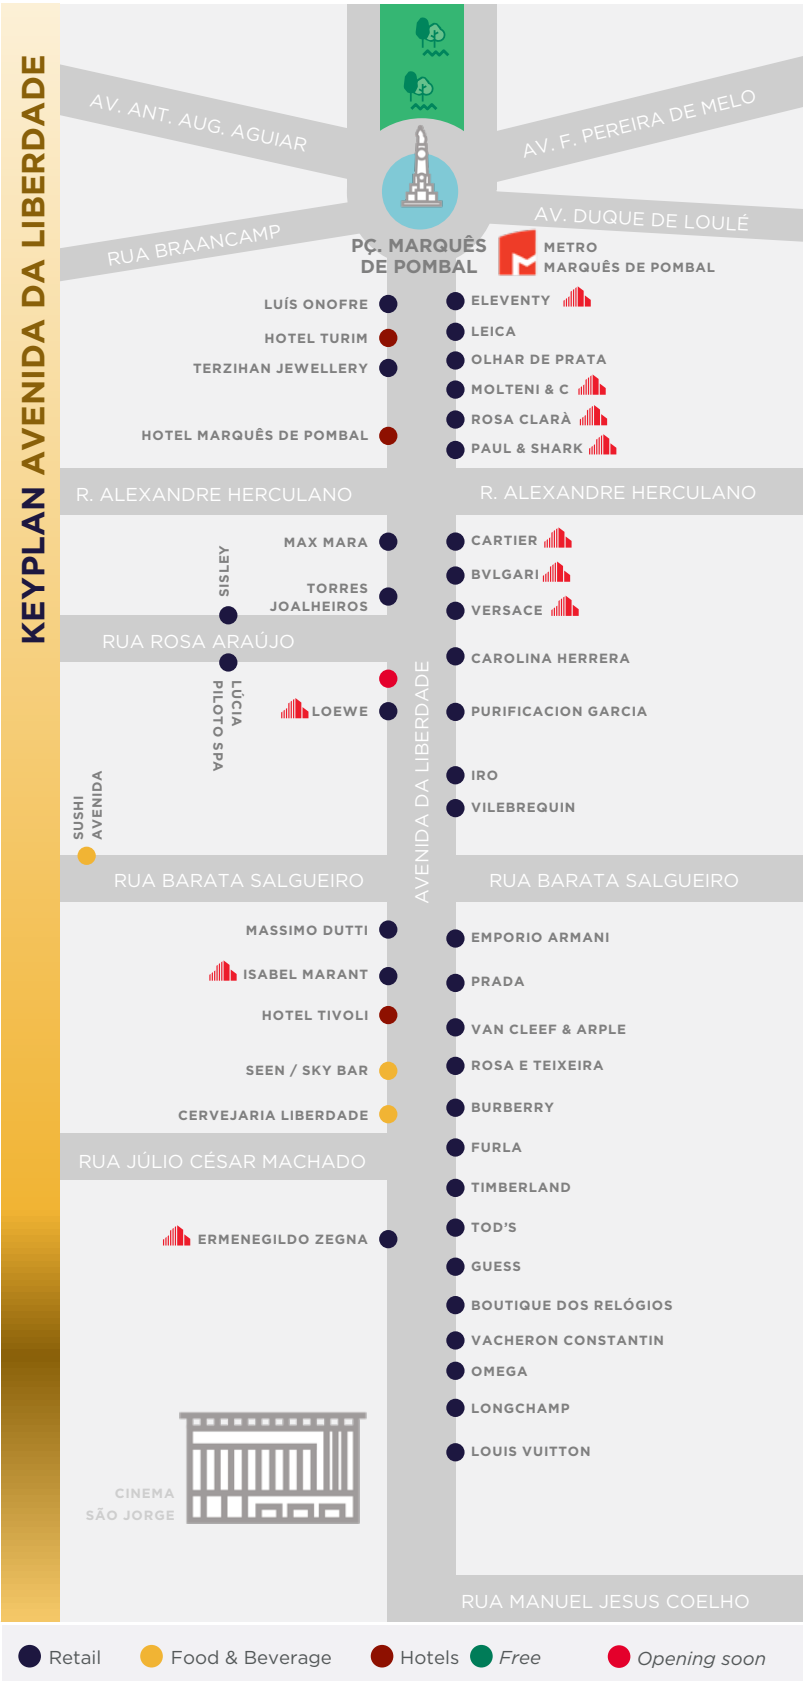 KEYPLAN AVENIDA DA LIBERDADE
AV. ANT. AUG. AGUIAR
AV. F. PEREIRA DE MELO
RUA BRAANCAMP
AV. DUQUE DE LOULÉ
PÇ. MARQUÊS
DE POMBAL
METRO
MARQUÊS DE POMBAL
LUÍS ONOFRE
HOTEL TURIM
TERZIHAN JEWELLERY
HOTEL MARQUÊS DE POMBAL
ELEVENTY
LEICA
OLHAR DE PRATA
MOLTENI & C
ROSA CLARÀ
PAUL & SHARK
R. ALEXANDRE HERCULANO
R. ALEXANDRE HERCULANO
SISLEY
MAX MARA
TORRES
JOALHEIROS
CARTIER
BVLGARI
VERSACE
CAROLINA HERRERA
PURIFICACION GARCIA
IRO
VILEBREQUIN
RUA ROSA ARAÚJO
LÚCIA
PILOTO SPA
LOEWE
AVENIDA DA LIBERDADE
SUSHI
AVENIDA
RUA BARATA SALGUEIRO
RUA BARATA SALGUEIRO
MASSIMO DUTTI
ISABEL MARANT
HOTEL TIVOLI
SEEN / SKY BAR
CERVEJARIA LIBERDADE
RUA JÚLIO CÉSAR MACHADO
ERMENEGILDO ZEGNA
EMPORIO ARMANI
PRADA
VAN CLEEF & ARPLE
ROSA E TEIXEIRA
BURBERRY
FURLA
TIMBERLAND
TOD'S
GUESS
BOUTIQUE DOS RELÓGIOS
VACHERON CONSTANTIN
OMEGA
LONGCHAMP
LOUIS VUITTON
CINEMA
SÃO JORGE
RUA MANUEL JESUS COELHO
Retail
Food & Beverage
Hotels
Free
Opening soon